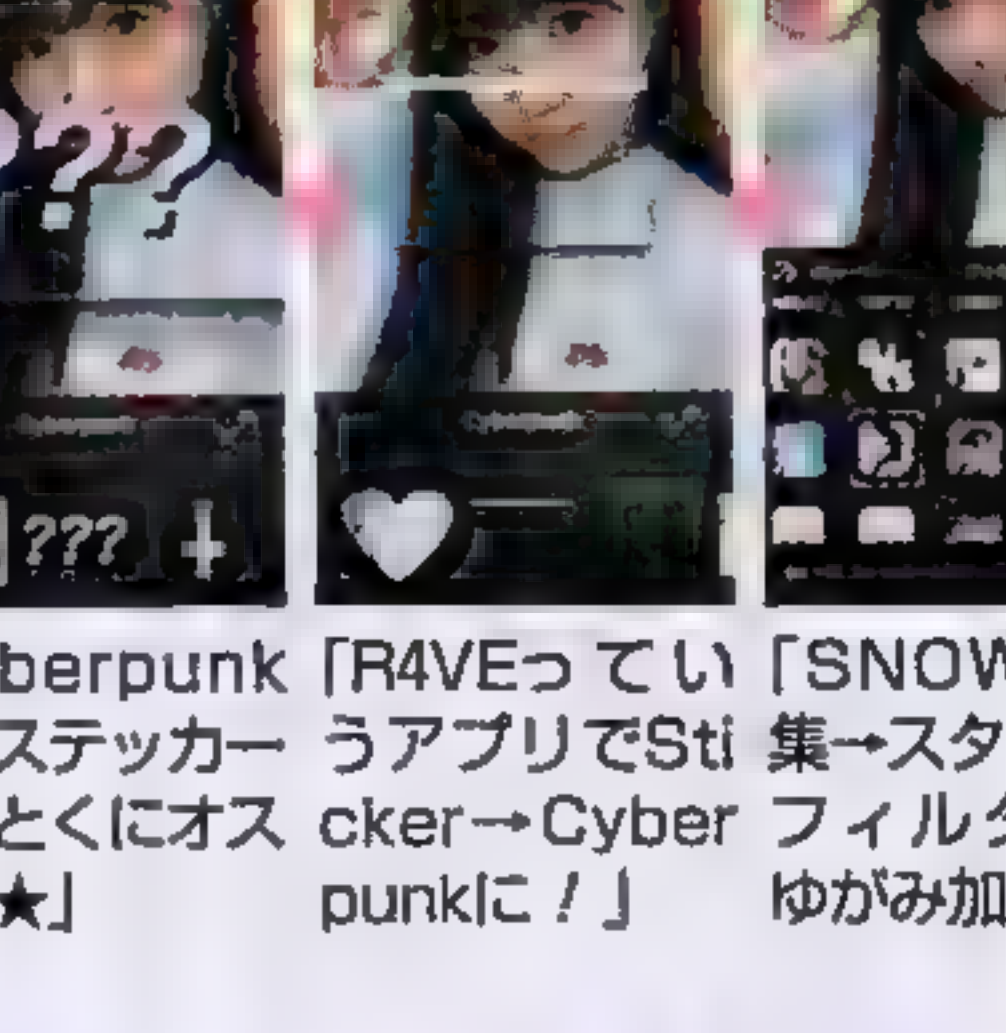 ???
berpunk
ステッカー
とくにオス
★」
「R4VEってい
うアプリでSti
cker→Cyber
punkに!」
「SNOW
集→スタ
フィルタ
ゆがみ加